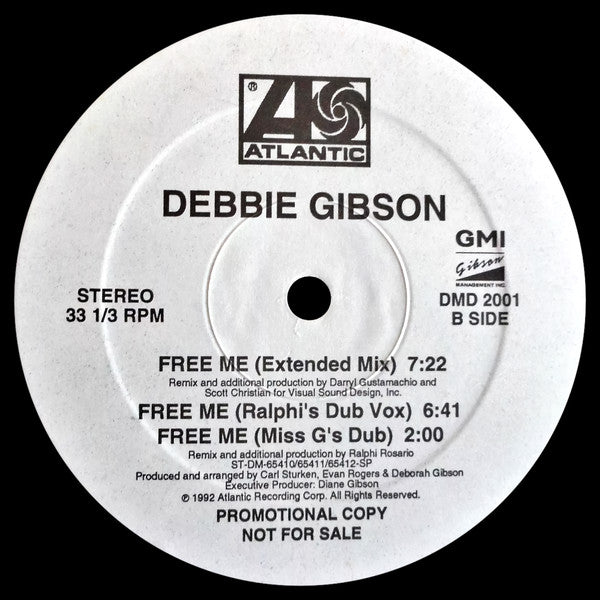 ®
ATLANTIC
DEBBIE GIBSON
GMI
Gibson
MANAGEMENT INC.
STEREO
33 1/3 RPM
DMD 2001
B SIDE
FREE ME (Extended Mix) 7:22
Remix and additional production by Darryl Gustamachio and
Scott Christian for Visual Sound Design, Inc.
FREE ME (Ralphi's Dub Vox) 6:41
FREE ME (Miss G's Dub) 2:00
Remix and additional production by Ralphi Rosario
ST-DM-65410/65411/65412-SP
Produced and arranged by Carl Sturken, Evan Rogers & Deborah Gibson
Executive Producer: Diane Gibson
℗ 1992 Atlantic Recording Corp. All Rights Reserved.
PROMOTIONAL COPY
NOT FOR SALE